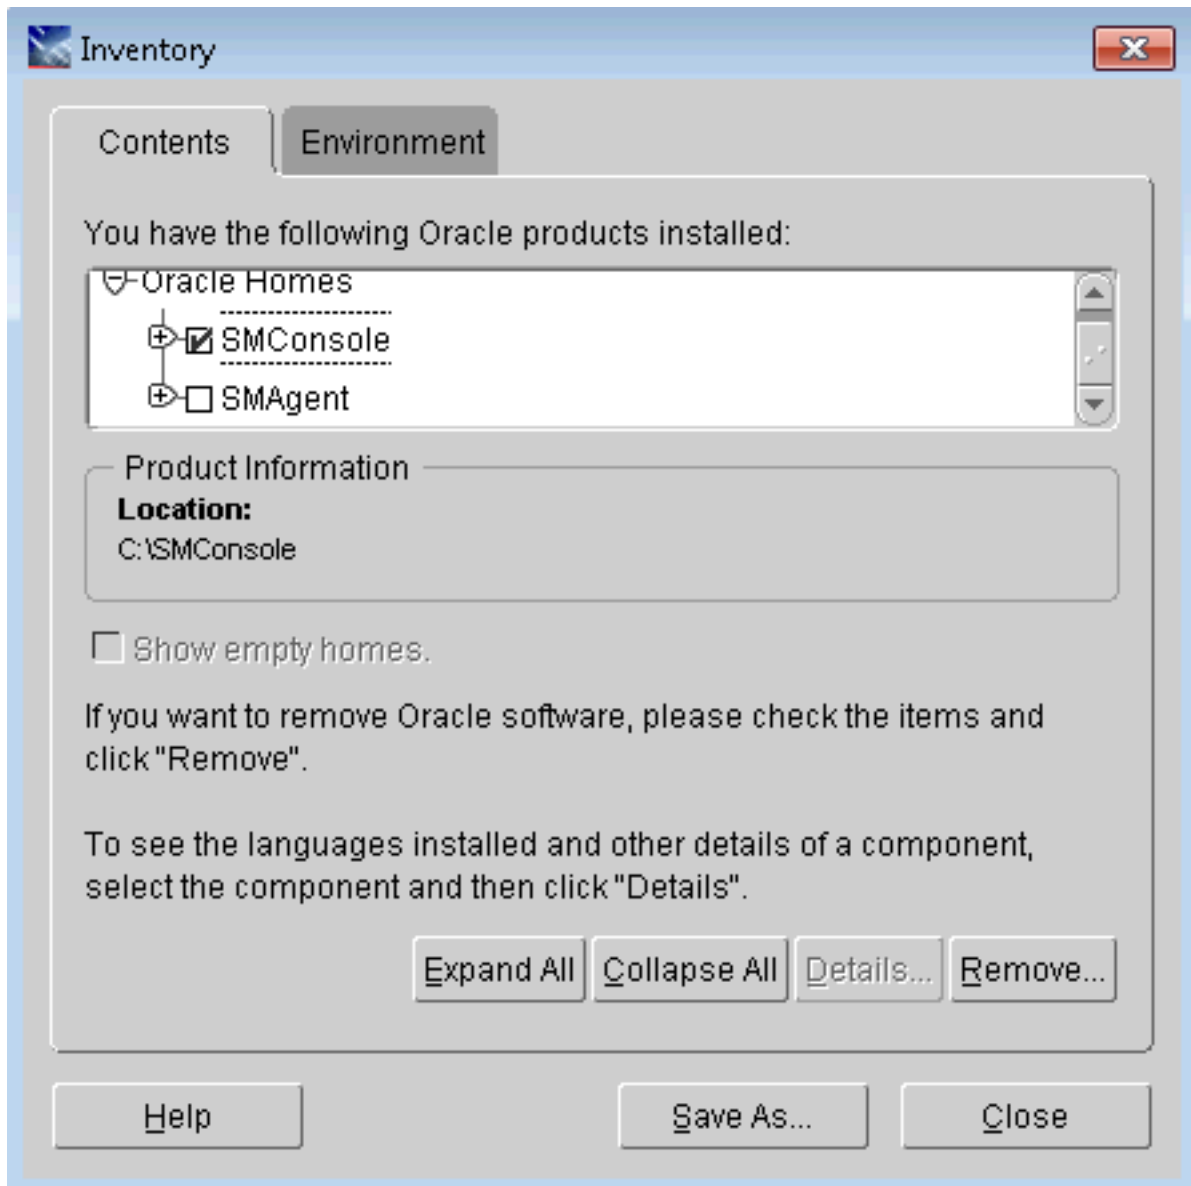 Inventory
Contents
Environment
You have the following Oracle products installed:
Oracle Homes
SMConsole
SMAgent
Product Information
Location:
C:\SMConsole
Show empty homes.
If you want to remove Oracle software, please check the items and
click "Remove".
To see the languages installed and other details of a component,
select the component and then click "Details".
Expand All
Collapse All
Details...
Remove...
Help
Save As...
Close